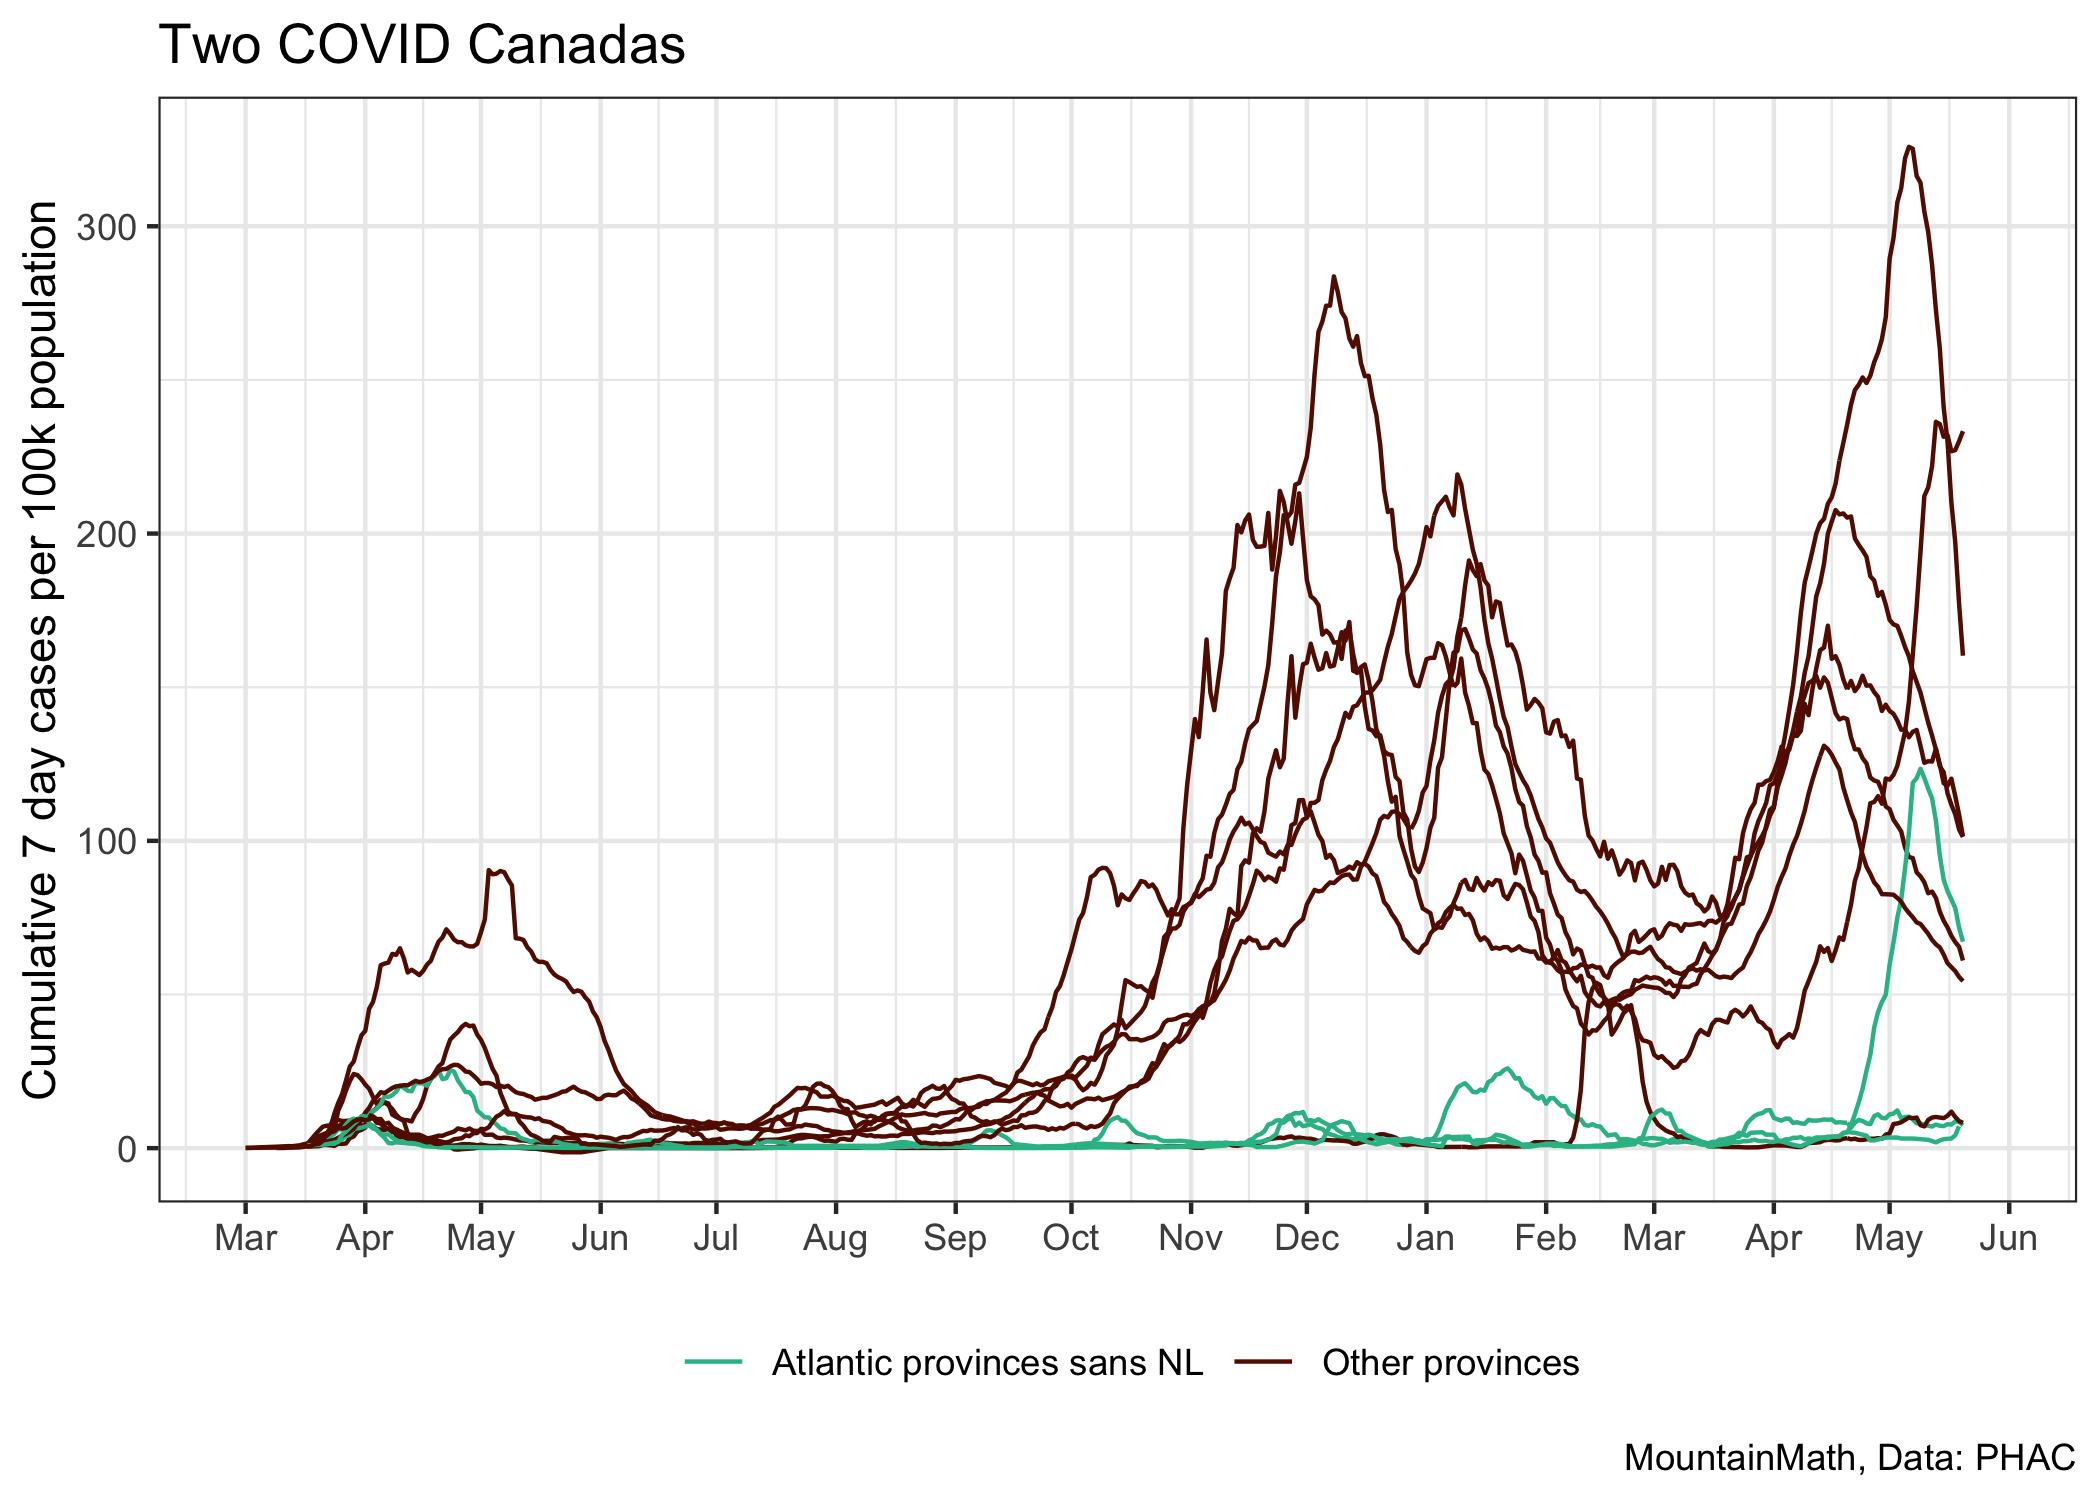 Two COVID Canadas
Cumulative 7 day cases per 100k population
300
200
100
0
Mar Apr May Jun Jul Aug Sep Oct Nov Dec Jan Feb Mar Apr May Jun
Atlantic provinces sans NL Other provinces
MountainMath, Data: PHAC